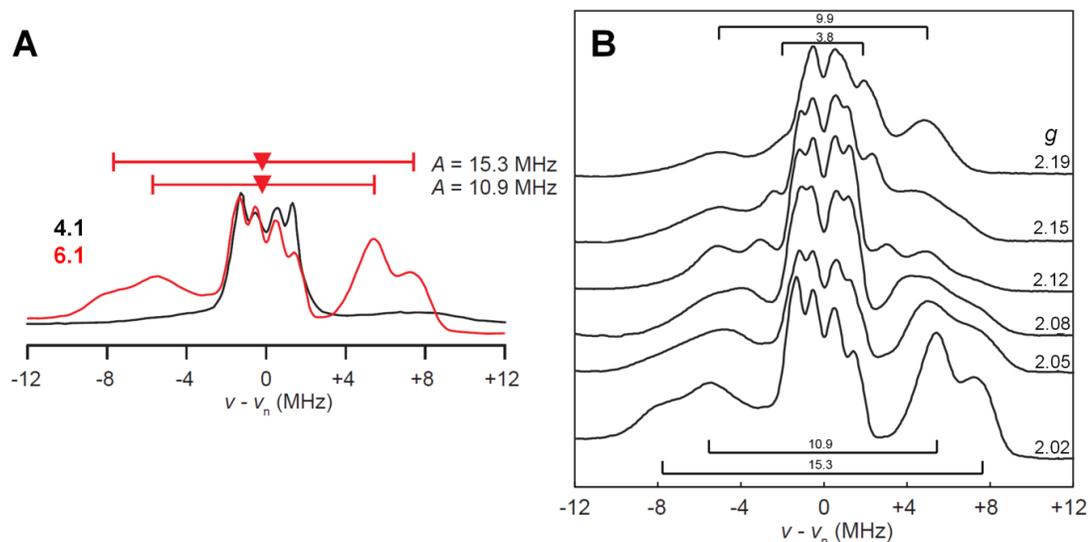 A
A = 15.3 MHz
A = 10.9 MHz
4.1
6.1
-12 -8 -4 0 +4 +8 +12
ν - νn (MHz)
B
9.9
3.8
g
2.19
2.15
2.12
2.08
2.05
2.02
10.9
15.3
-12 -8 -4 0 +4 +8 +12
ν - νn (MHz)